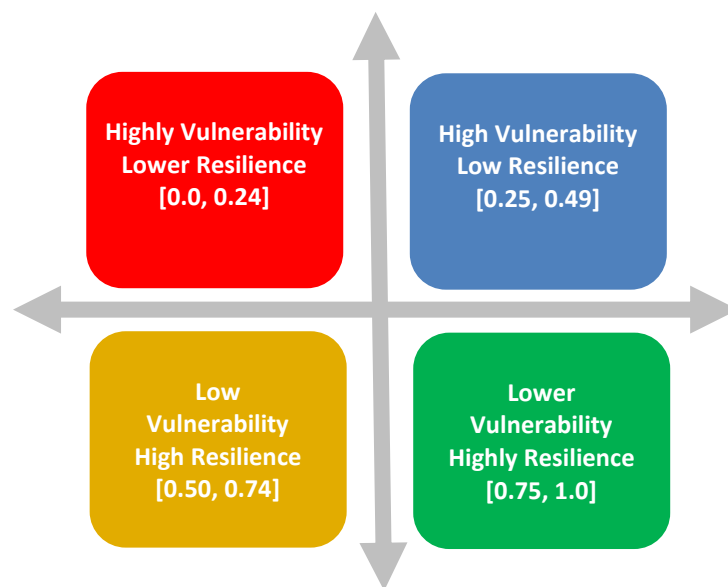 Highly Vulnerability
Lower Resilience
[0.0, 0.24]
High Vulnerability
Low Resilience
[0.25, 0.49]
Low
Vulnerability
High Resilience
[0.50, 0.74]
Lower
Vulnerability
Highly Resilience
[0.75, 1.0]